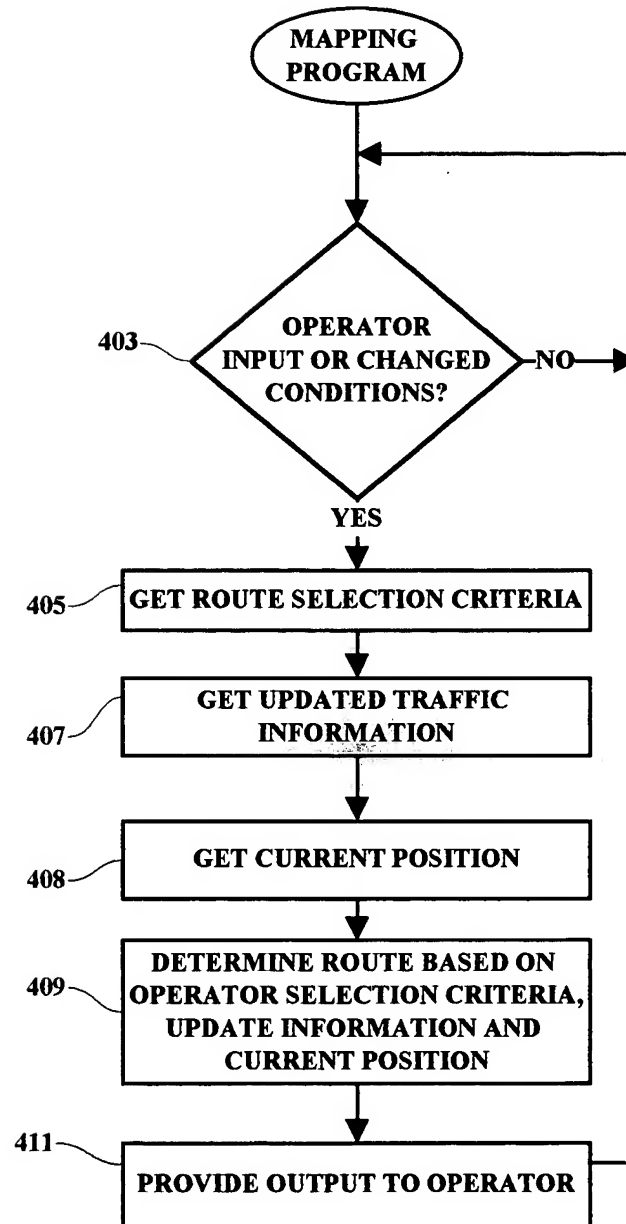 MAPPING
PROGRAM
403
OPERATOR
INPUT OR CHANGED
CONDITIONS?
NO
YES
405
GET ROUTE SELECTION CRITERIA
GET UPDATED TRAFFIC
INFORMATION
407
GET CURRENT POSITION
408
DETERMINE ROUTE BASED ON
OPERATOR SELECTION CRITERIA,
UPDATE INFORMATION AND
CURRENT POSITION
409
411
PROVIDE OUTPUT TO OPERATOR